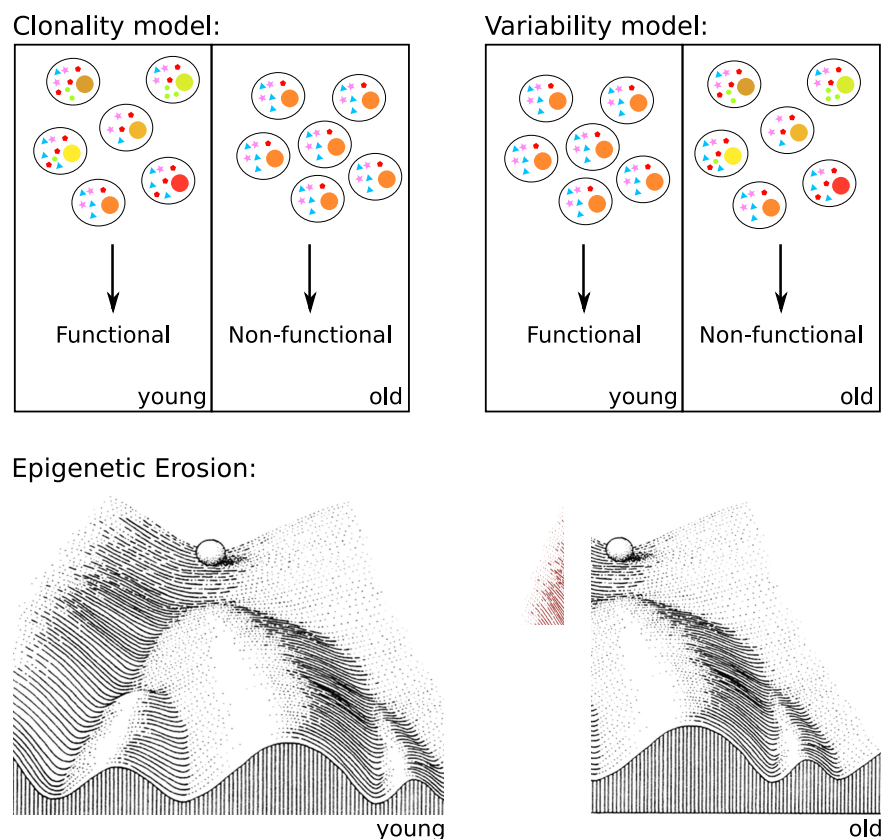 Clonality model:
Variability model:
Functional
Non-functional
young
old
Functional
Non-functional
young
old
Epigenetic Erosion:
young
old